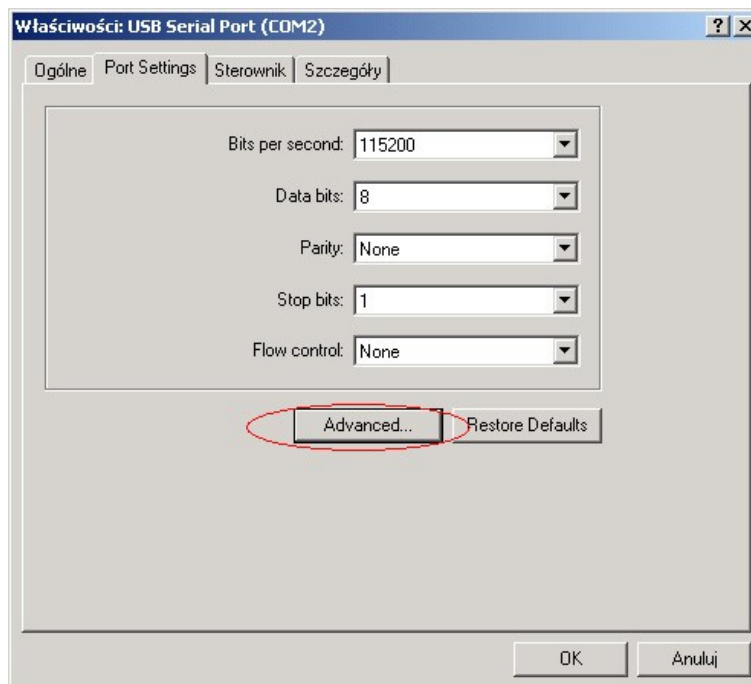 Właściwości: USB Serial Port (COM2)
Ogólne Port Settings Sterownik Szczegóły
Bits per second: 115200
Data bits: 8
Parity: None
Stop bits: 1
Flow control: None
Advanced... Restore Defaults
OK Anuluj